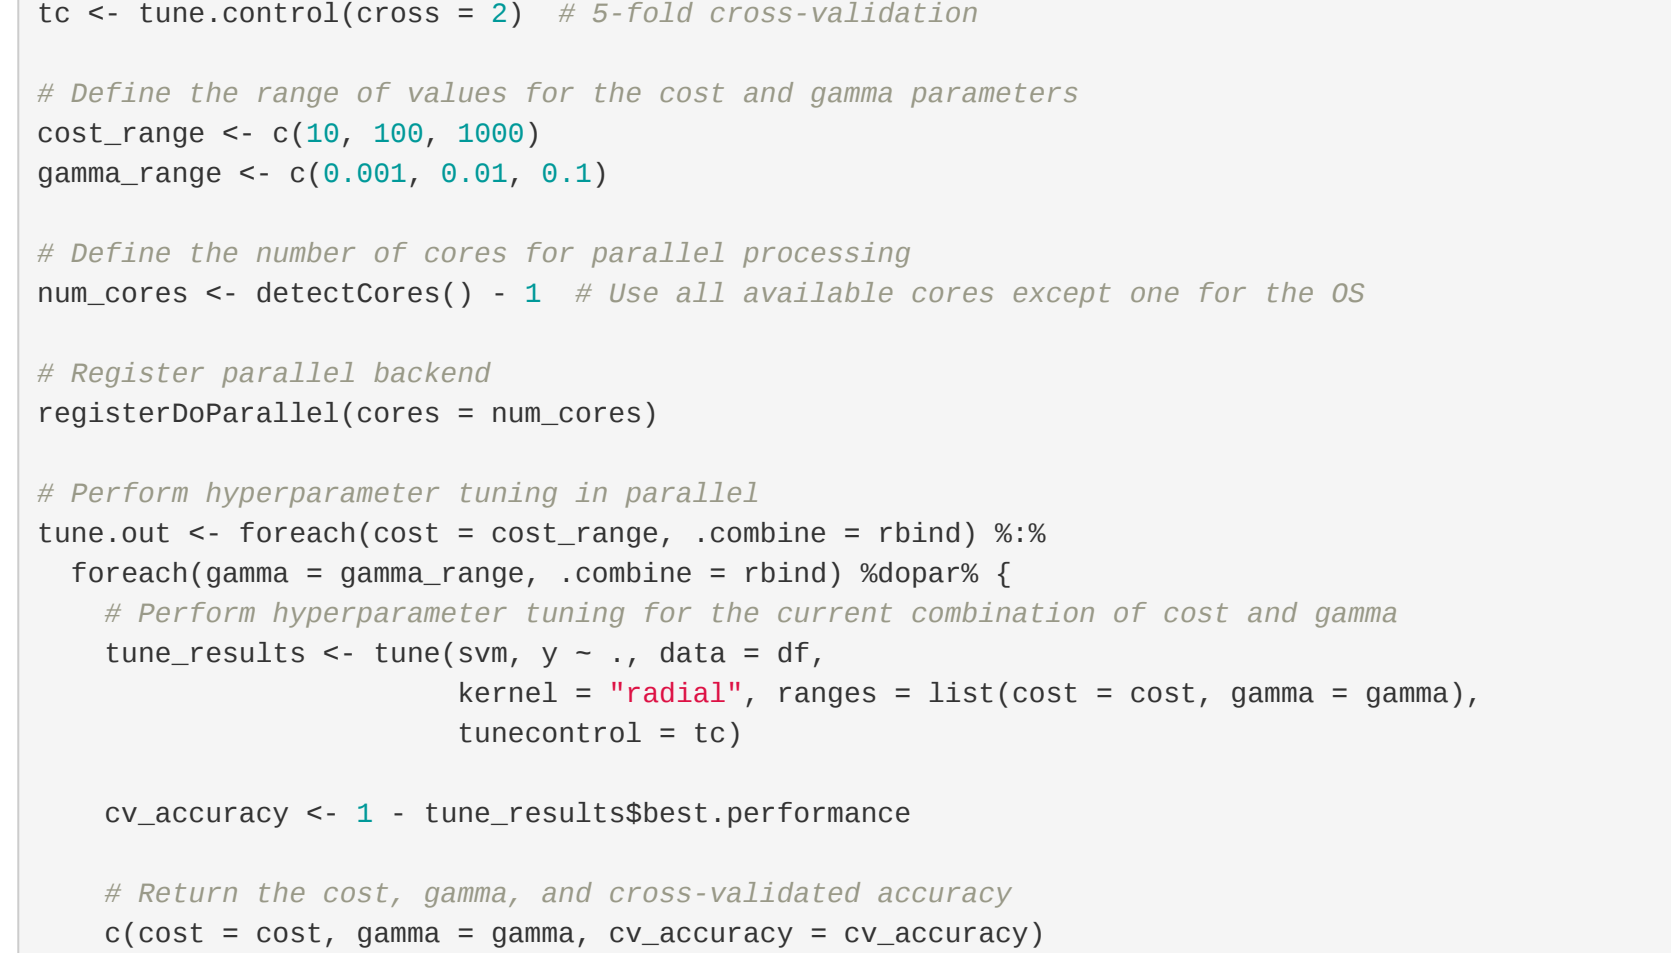 tc <- tune.control(cross = 2)  # 5-fold cross-validation
# Define the range of values for the cost and gamma parameters
cost_range <- c(10, 100, 1000)
gamma_range <- c(0.001, 0.01, 0.1)
# Define the number of cores for parallel processing
num_cores <- detectCores() - 1  # Use all available cores except one for the OS
# Register parallel backend
registerDoParallel(cores = num_cores)
# Perform hyperparameter tuning in parallel
tune.out <- foreach(cost = cost_range, .combine = rbind) %:%
  foreach(gamma = gamma_range, .combine = rbind) %dopar% {
    # Perform hyperparameter tuning for the current combination of cost and gamma
    tune_results <- tune(svm, y ~ ., data = df,
                         kernel = "radial", ranges = list(cost = cost, gamma = gamma),
                         tunecontrol = tc)
    cv_accuracy <- 1 - tune_results$best.performance
    # Return the cost, gamma, and cross-validated accuracy
    c(cost = cost, gamma = gamma, cv_accuracy = cv_accuracy)